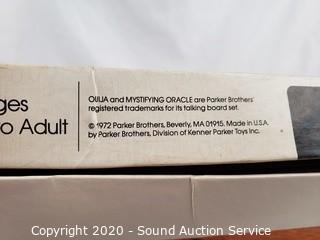 ges
to Adult
OUIJA and MYSTIFYING ORACLE are Parker Brothers'
registered trademarks for its talking board set.
© 1972 Parker Brothers, Beverly, MA 01915, Made in U.S.A.
by Parker Brothers, Division of Kenner Parker Toys Inc.
Copyright 2020 - Sound Auction Service